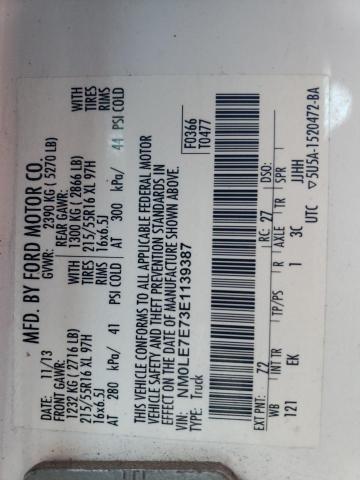 MFD. BY FORD MOTOR CO.
DATE: 11/13 GVWR: 2390 KG ( 5270 LB)
FRONT GAWR: REAR GAWR: WITH
1232 KG ( 2716 LB) 1300 KG ( 2866 LB) TIRES
215/55R16 XL 97H 215/55R16 XL 97H RIMS
16x6.5J 16x6.5J
AT 280 kPa/ 41 PSI COLD AT 300 kPa/ 44 PSI COLD
THIS VEHICLE CONFORMS TO ALL APPLICABLE FEDERAL MOTOR
VEHICLE SAFETY AND THEFT PREVENTION STANDARDS IN
EFFECT ON THE DATE OF MANUFACTURE SHOWN ABOVE.
VIN: NM0LE7E73E1139387 F0366
TYPE: Truck T0477
EXT PNT: Z2 RC: 27 DSO:
WB INT TR TP/PS R AXLE TR SPR
121 EK 1 3C JJHH
UTC ▽5U5A-1520472-BA